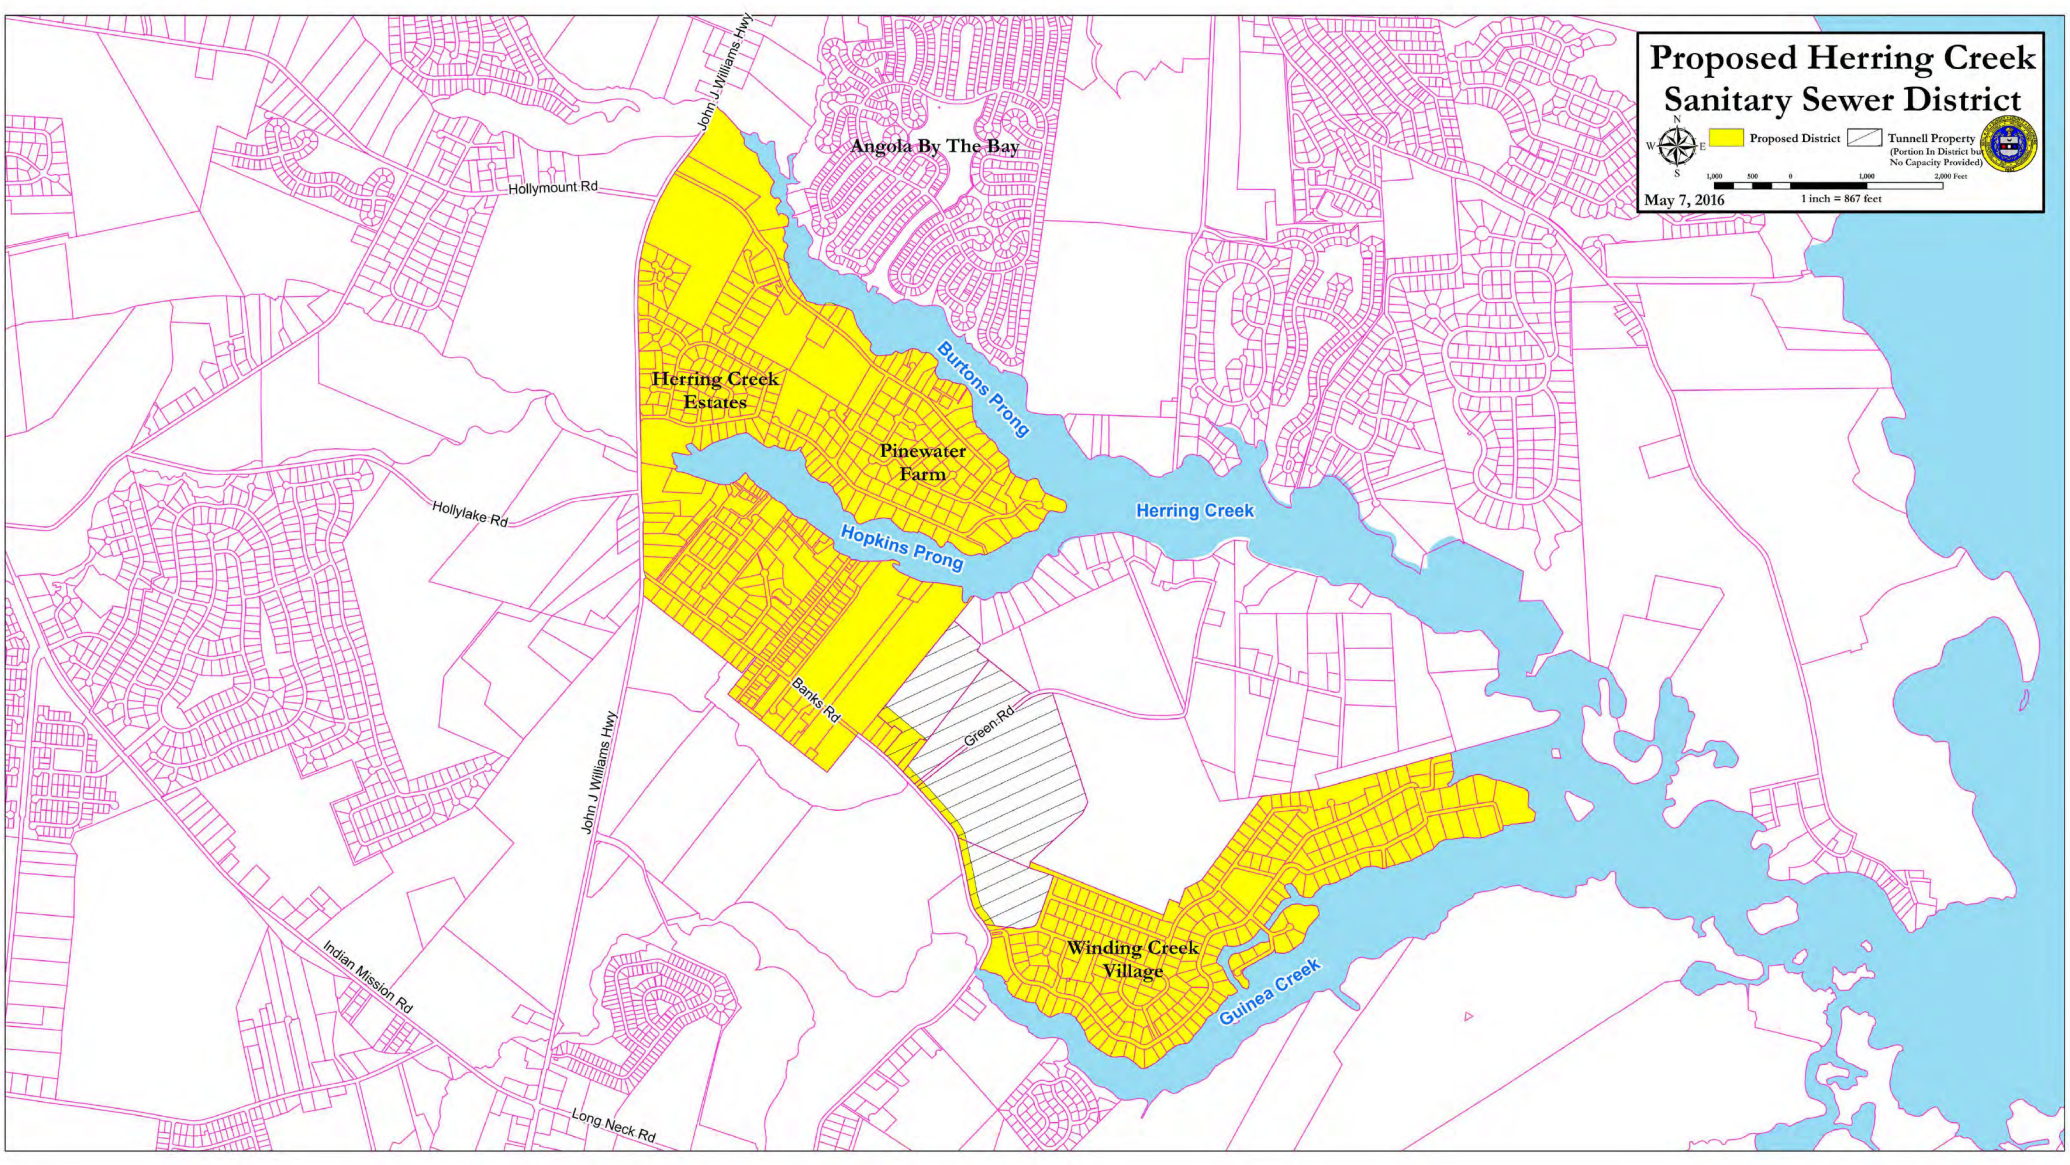 Proposed Herring Creek
Sanitary Sewer District
N
W
E
S
Proposed District
Tunnell Property
(Portion In District bu
No Capacity Provided)
1,000
500
0
1,000
2,000 Feet
May 7, 2016
1 inch = 867 feet
John J Williams Hwy
Angola By The Bay
Hollymount Rd
Burtons Prong
Herring Creek
Estates
Pinewater
Farm
Hollylake Rd
Herring Creek
Hopkins Prong
Banks Rd
Green Rd
John J Williams Hwy
Winding Creek
Village
Guinea Creek
Indian Mission Rd
Long Neck Rd